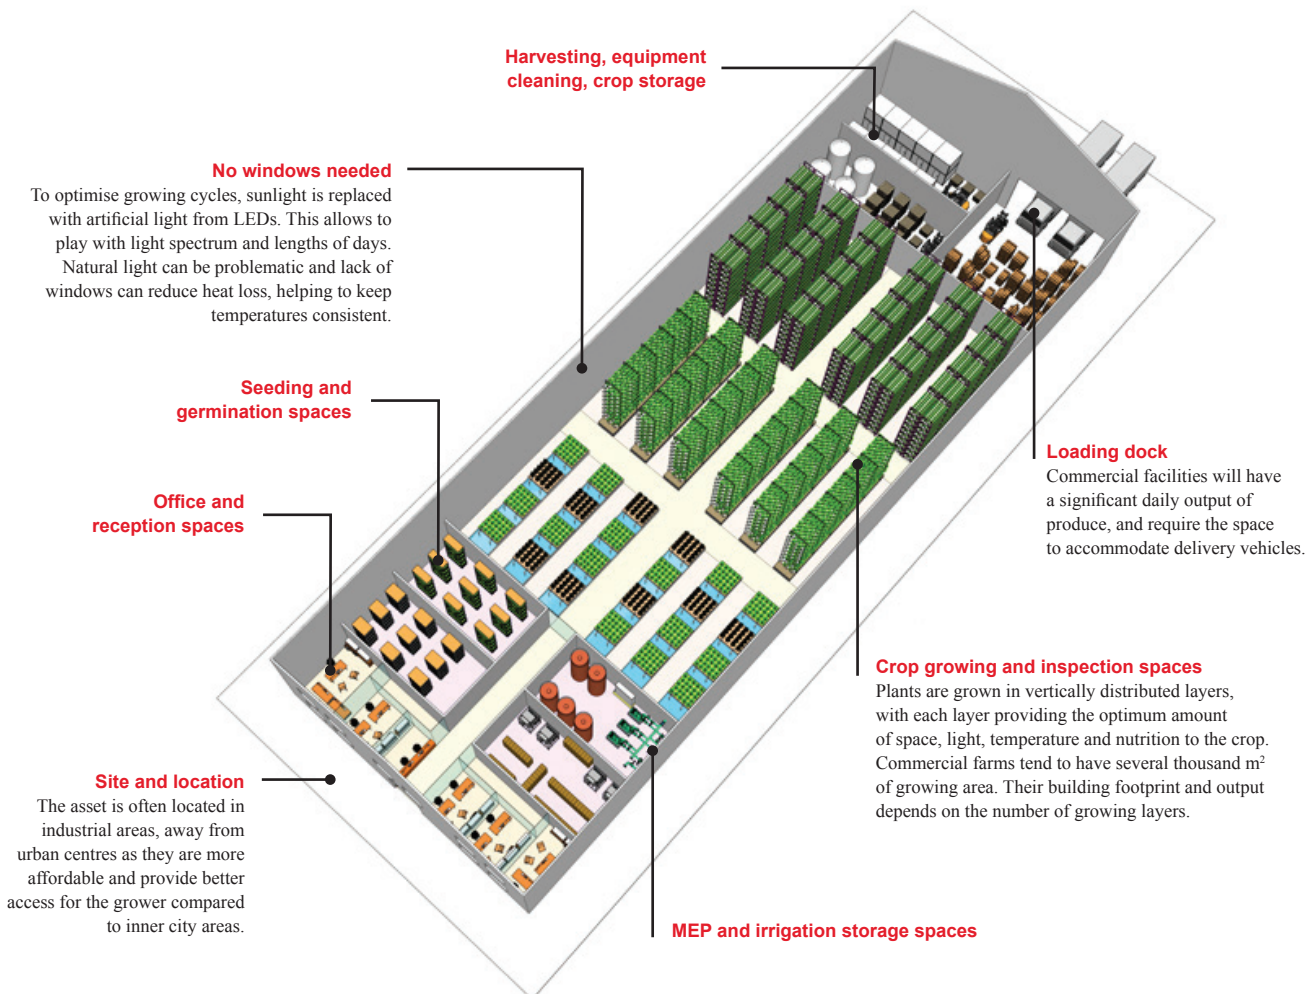 Harvesting, equipment
cleaning, crop storage
No windows needed
To optimise growing cycles, sunlight is replaced
with artificial light from LEDs. This allows to
play with light spectrum and lengths of days.
Natural light can be problematic and lack of
windows can reduce heat loss, helping to keep
temperatures consistent.
Seeding and
germination spaces
Office and
reception spaces
Site and location
The asset is often located in
industrial areas, away from
urban centres as they are more
affordable and provide better
access for the grower compared
to inner city areas.
Loading dock
Commercial facilities will have
a significant daily output of
produce, and require the space
to accommodate delivery vehicles.
Crop growing and inspection spaces
Plants are grown in vertically distributed layers,
with each layer providing the optimum amount
of space, light, temperature and nutrition to the crop.
Commercial farms tend to have several thousand m²
of growing area. Their building footprint and output
depends on the number of growing layers.
MEP and irrigation storage spaces